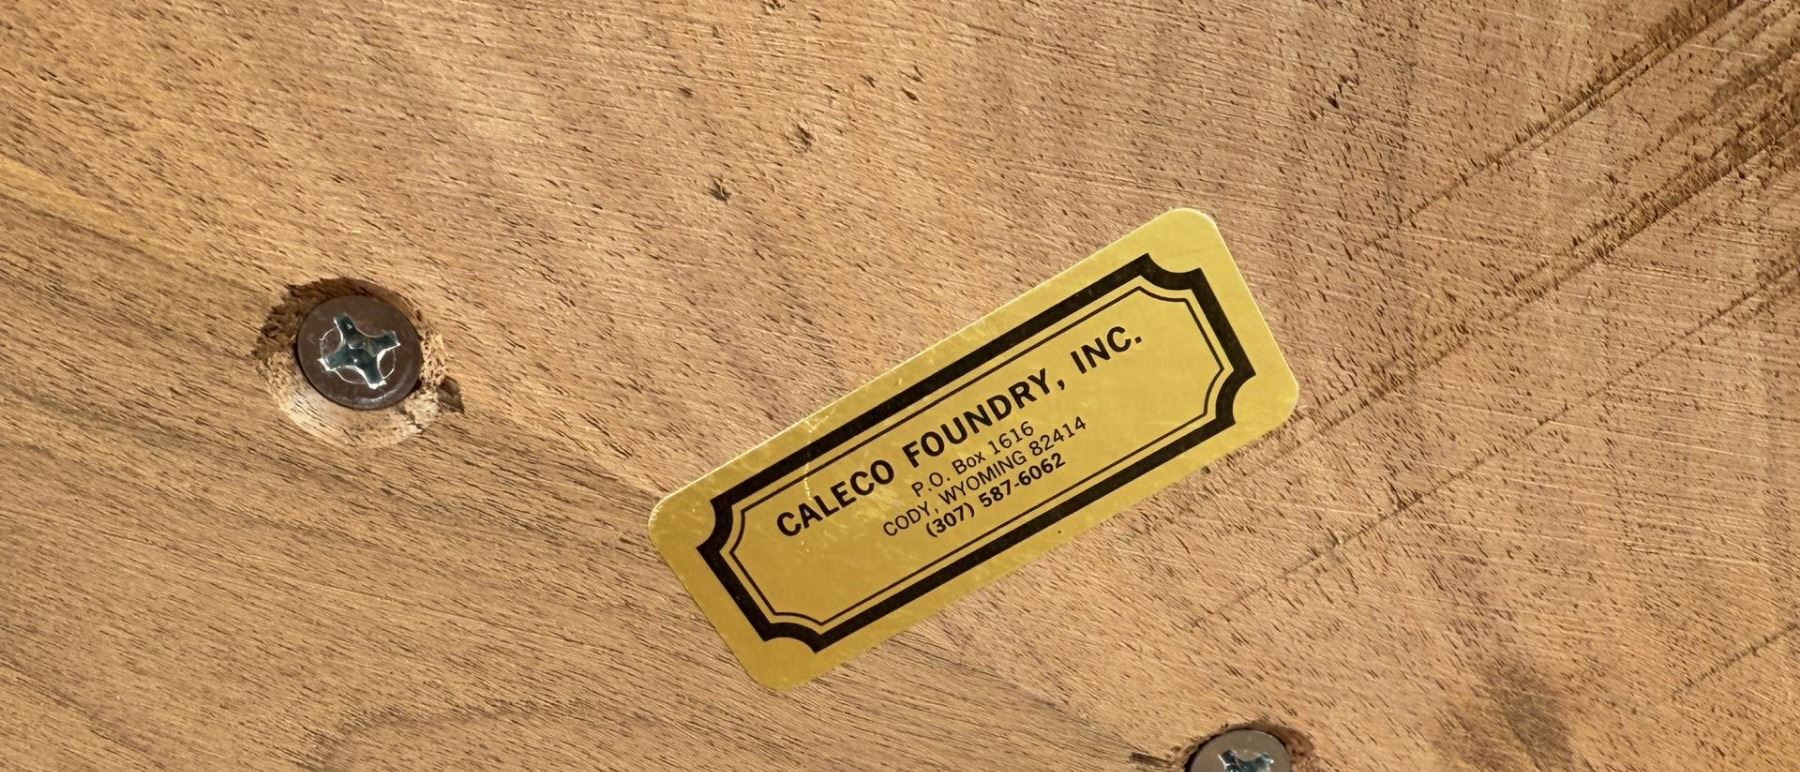 CALECO FOUNDRY, INC.
P.O. Box 1616
CODY, WYOMING 82414
(307) 587-6062